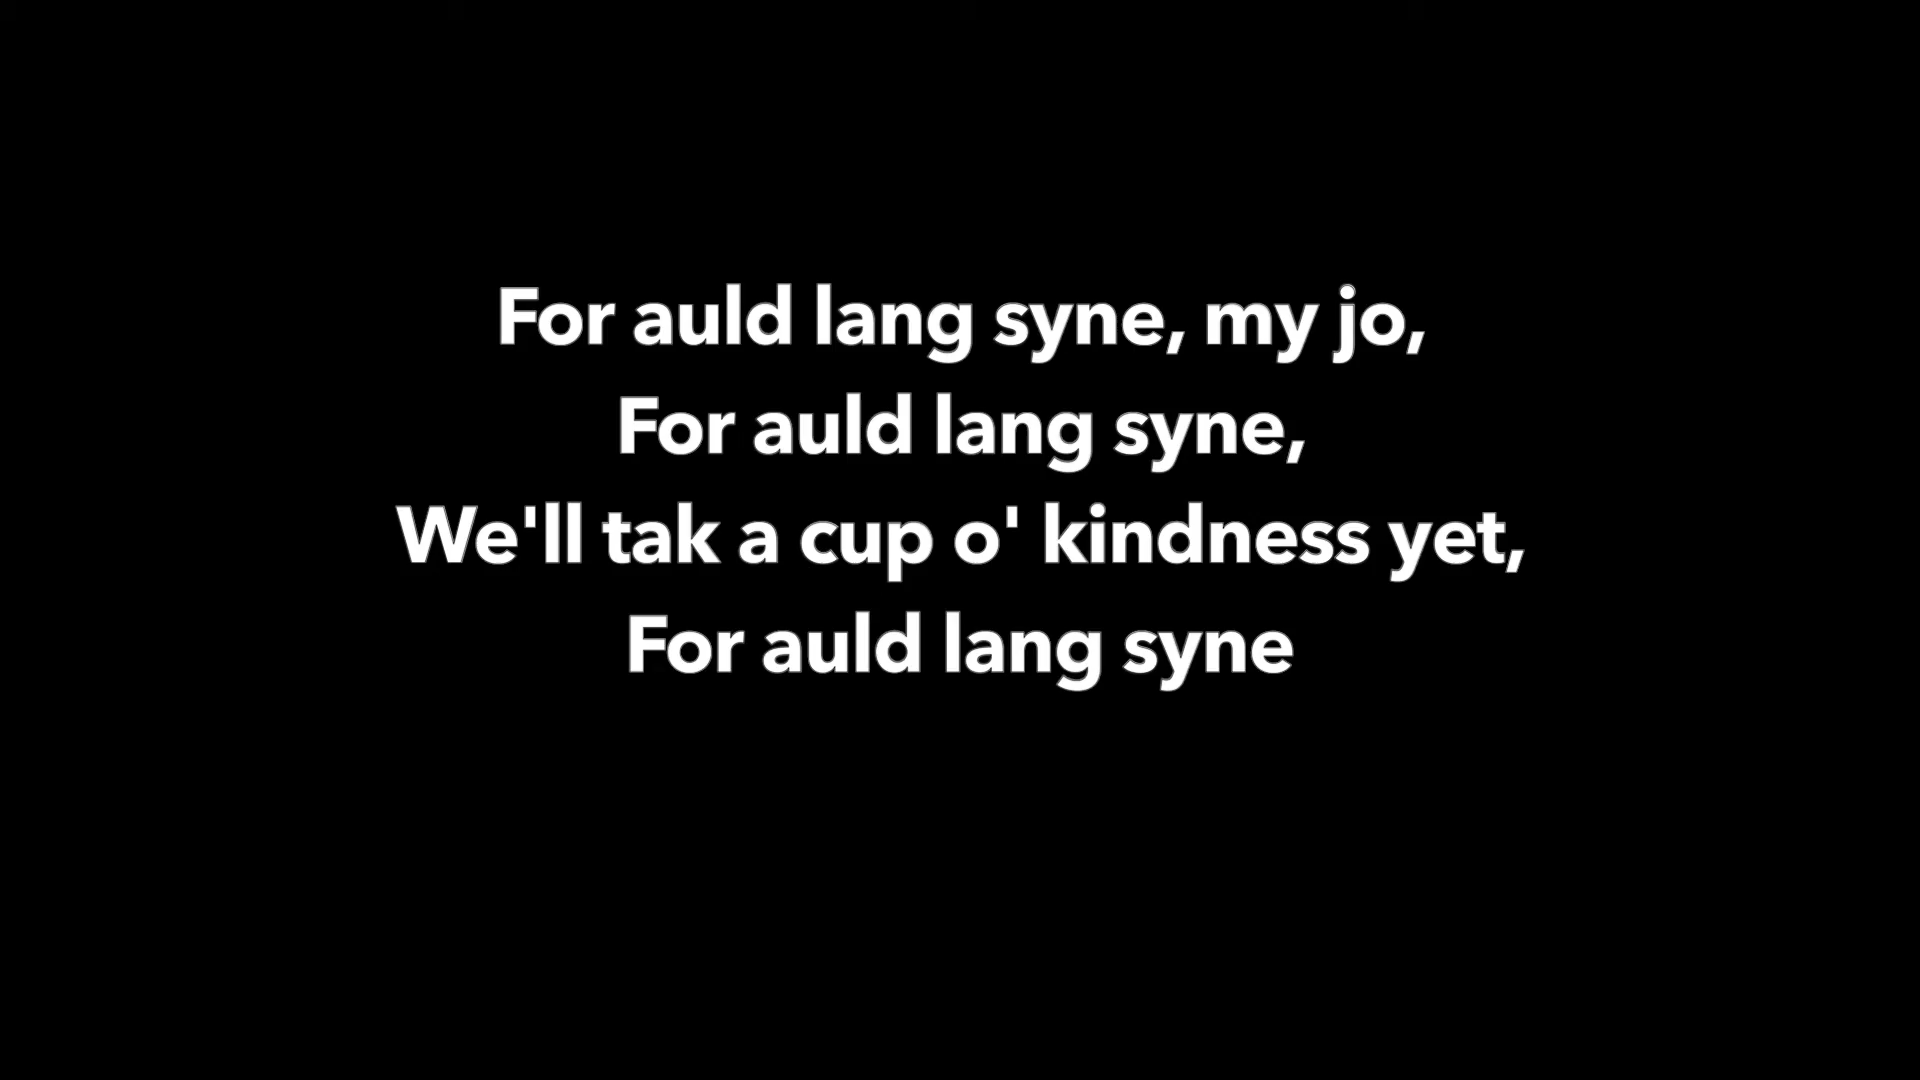 For auld lang syne, my jo,
For auld lang syne,
We'll tak a cup o' kindness yet,
For auld lang syne